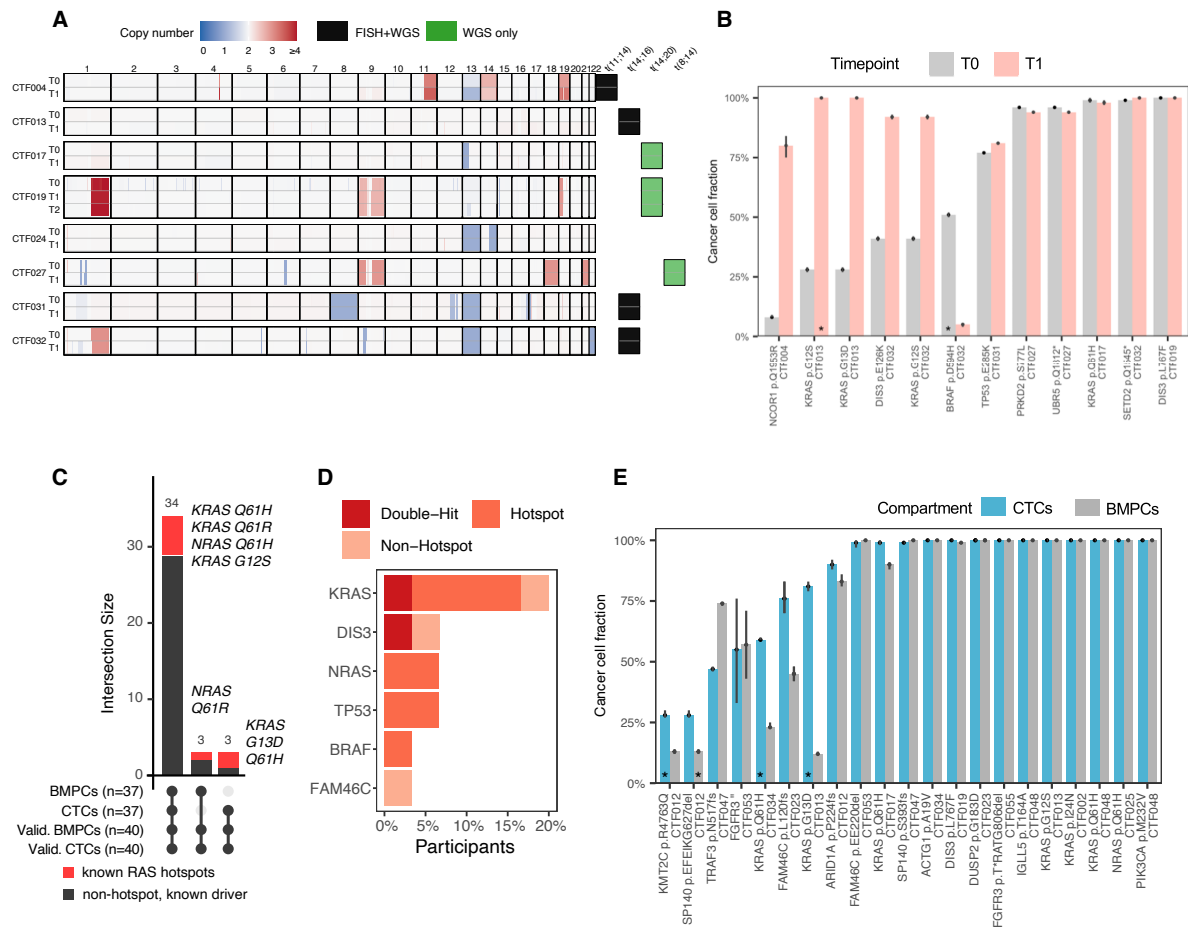 A
Copy number
0 1 2 3 ≥4
FISH+WGS
WGS only
t(11;14)
t(14;16)
t(14;20)
t(8;14)
1 2 3 4 5 6 7 8 9 10 11 12 13 14 15 16 17 18 19 20 21 22
CTF004 T0 T1
CTF013 T0 T1
CTF017 T0 T1
CTF019 T0 T1 T2
CTF024 T0 T1
CTF027 T0 T1
CTF031 T0 T1
CTF032 T0 T1
B
Timepoint T0 T1
Cancer cell fraction
100%
75%
50%
25%
0%
* *
NCOR1 p.Q1553R
CTF004
KRAS p.G12S
CTF013
KRAS p.G13D
CTF013
DIS3 p.E126K
CTF032
KRAS p.G12S
CTF032
BRAF p.D594H
CTF032
TP53 p.E285K
CTF031
PRKD2 p.S177L
CTF027
CTF027
KRAS p.Q61H
CTF017
CTF032
CTF019
C
Intersection Size
30
20
10
0
34
KRAS Q61H
KRAS Q61R
NRAS Q61H
KRAS G12S
3
NRAS
Q61R
3
KRAS
G13D
Q61H
BMPCs (n=37)
CTCs (n=37)
Valid. BMPCs (n=40)
Valid. CTCs (n=40)
known RAS hotspots
non-hotspot, known driver
D
Double-Hit
Hotspot
Non-Hotspot
KRAS
DIS3
NRAS
TP53
BRAF
FAM46C
0% 5% 10% 15% 20%
Participants
E
Compartment CTCs BMPCs
Cancer cell fraction
100%
75%
50%
25%
0%
* * * *
KMT2C p.R4763Q
CTF012
SP140 p.EFEIKG627del
CTF012
TRAF3 p.N517fs
CTF047
FGFR3 "
CTF053
KRAS p.Q61H
CTF034
FAM46C p.L120fs
CTF023
KRAS p.G13D
CTF013
ARID1A p.P224fs
CTF012
FAM46C p.EE220del
CTF053
KRAS p.Q61H
CTF017
SP140 p.S393fs
CTF047
ACTG1 p.A19V
CTF034
DIS3 p.L767F
CTF019
DUSP2 p.G183D
CTF023
FGFR3 p.T*RATG806del
CTF055
IGLL5 p.T164A
CTF048
KRAS p.G12S
CTF013
KRAS p.I24N
CTF002
KRAS p.Q61H
CTF048
NRAS p.Q61H
CTF025
PIK3CA p.M232V
CTF048